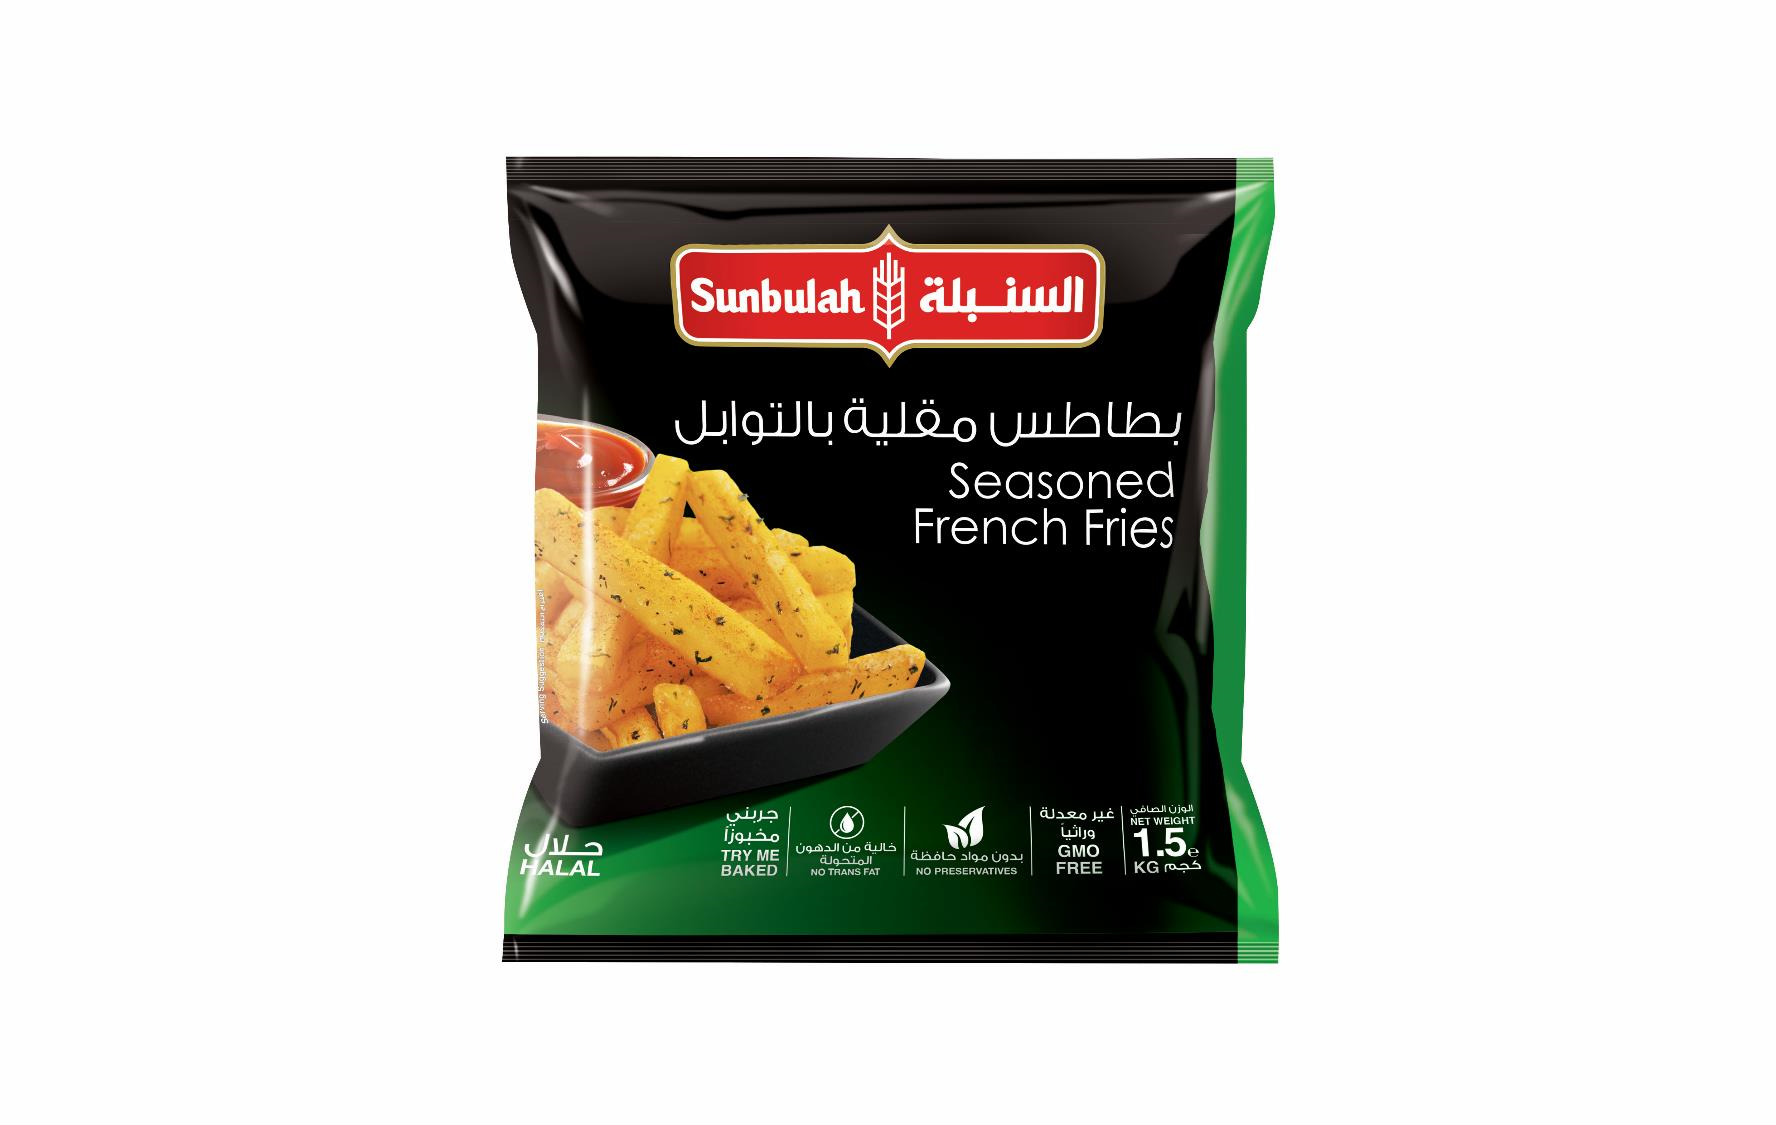 Sunbulah السنبلة
بطاطس مقلية بالتوابل
Seasoned
French Fries
Serving Suggestion
حلال
HALAL
جربني
مخبوزاً
TRY ME
BAKED
خالية من الدهون
المتحولة
NO TRANS FAT
بدون مواد حافظة
NO PRESERVATIVES
غير معدلة
وراثياً
GMO
FREE
الوزن الصافي
NET WEIGHT
1.5 e
KG كجم